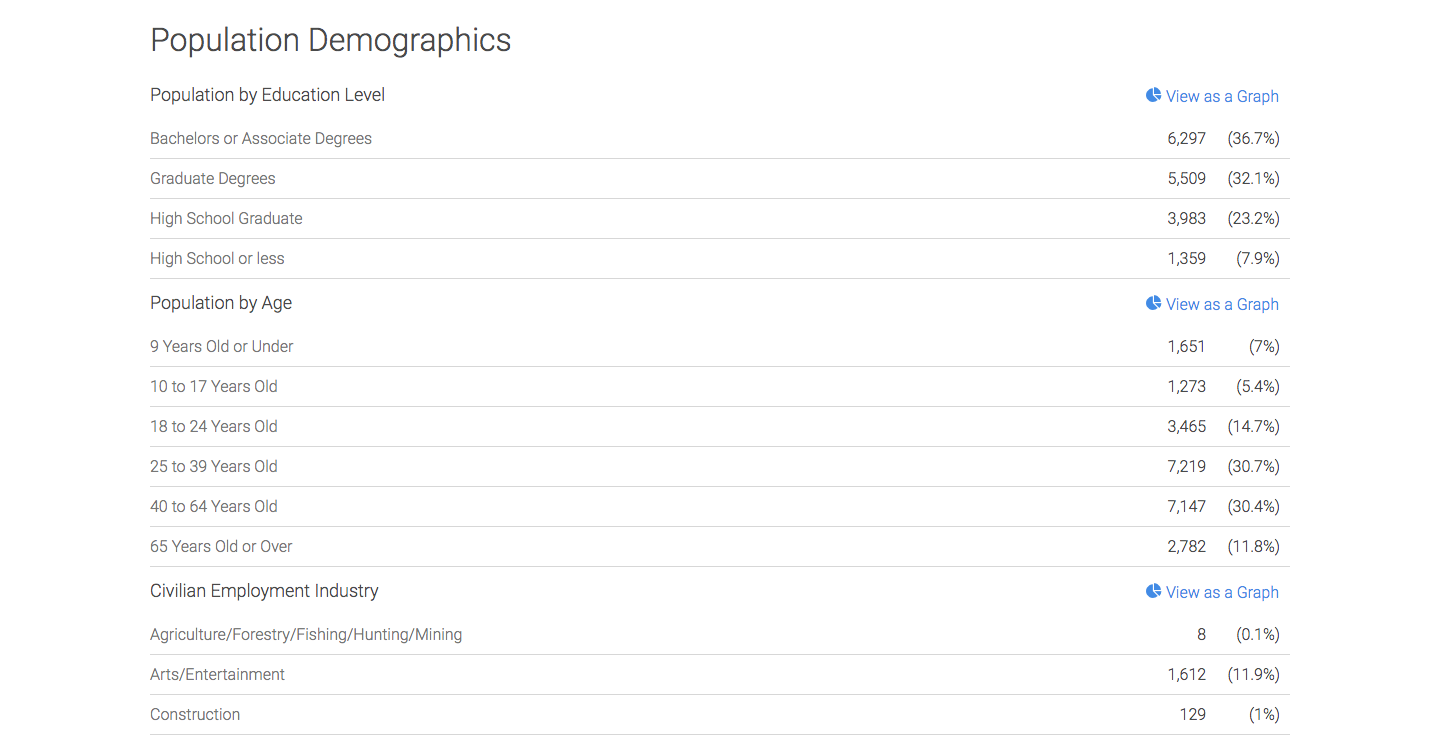 Population Demographics
Population by Education Level View as a Graph
Bachelors or Associate Degrees 6,297 (36.7%)
Graduate Degrees 5,509 (32.1%)
High School Graduate 3,983 (23.2%)
High School or less 1,359 (7.9%)
Population by Age View as a Graph
9 Years Old or Under 1,651 (7%)
10 to 17 Years Old 1,273 (5.4%)
18 to 24 Years Old 3,465 (14.7%)
25 to 39 Years Old 7,219 (30.7%)
40 to 64 Years Old 7,147 (30.4%)
65 Years Old or Over 2,782 (11.8%)
Civilian Employment Industry View as a Graph
Agriculture/Forestry/Fishing/Hunting/Mining 8 (0.1%)
Arts/Entertainment 1,612 (11.9%)
Construction 129 (1%)